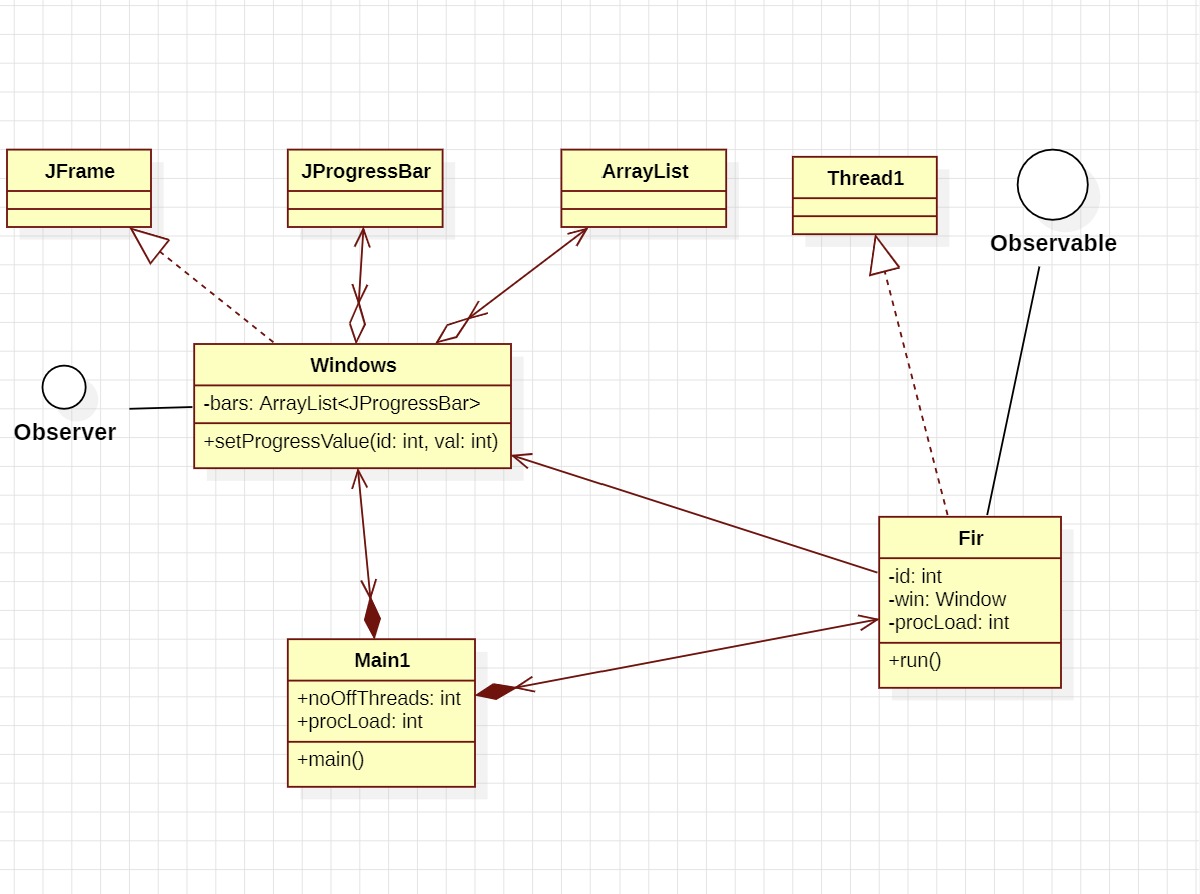 JFrame
JProgressBar
ArrayList
Thread1
Observable
Observer
Windows
-bars: ArrayList<JProgressBar>
+setProgressValue(id: int, val: int)
Fir
-id: int
-win: Window
-procLoad: int
+run()
Main1
+noOffThreads: int
+procLoad: int
+main()